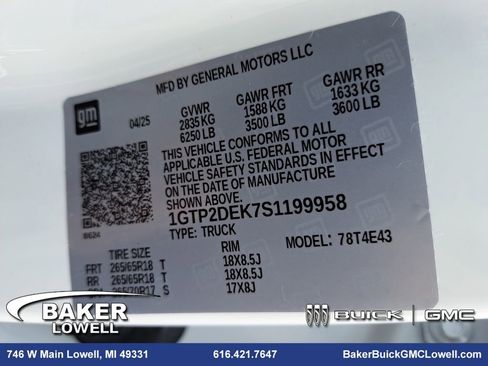 MFD BY GENERAL MOTORS LLC
gm
04/25
GVWR GAWR FRT GAWR RR
2835 KG 1588 KG 1633 KG
6250 LB 3500 LB 3600 LB
THIS VEHICLE CONFORMS TO ALL
APPLICABLE U.S. FEDERAL MOTOR
VEHICLE SAFETY STANDARDS IN EFFECT
ON THE DATE OF MANUFACTURE
SHOWN ABOVE.
1GTP2DEK7S1199958
TYPE: TRUCK MODEL: 78T4E43
TIRE SIZE RIM
FRT 265/65R18 T 18X8.5J
RR 265/65R18 T 18X8.5J
265/70R17 S 17X8J
BAKER
LOWELL
BUICK GMC
746 W Main Lowell, MI 49331 616.421.7647 BakerBuickGMCLowell.com